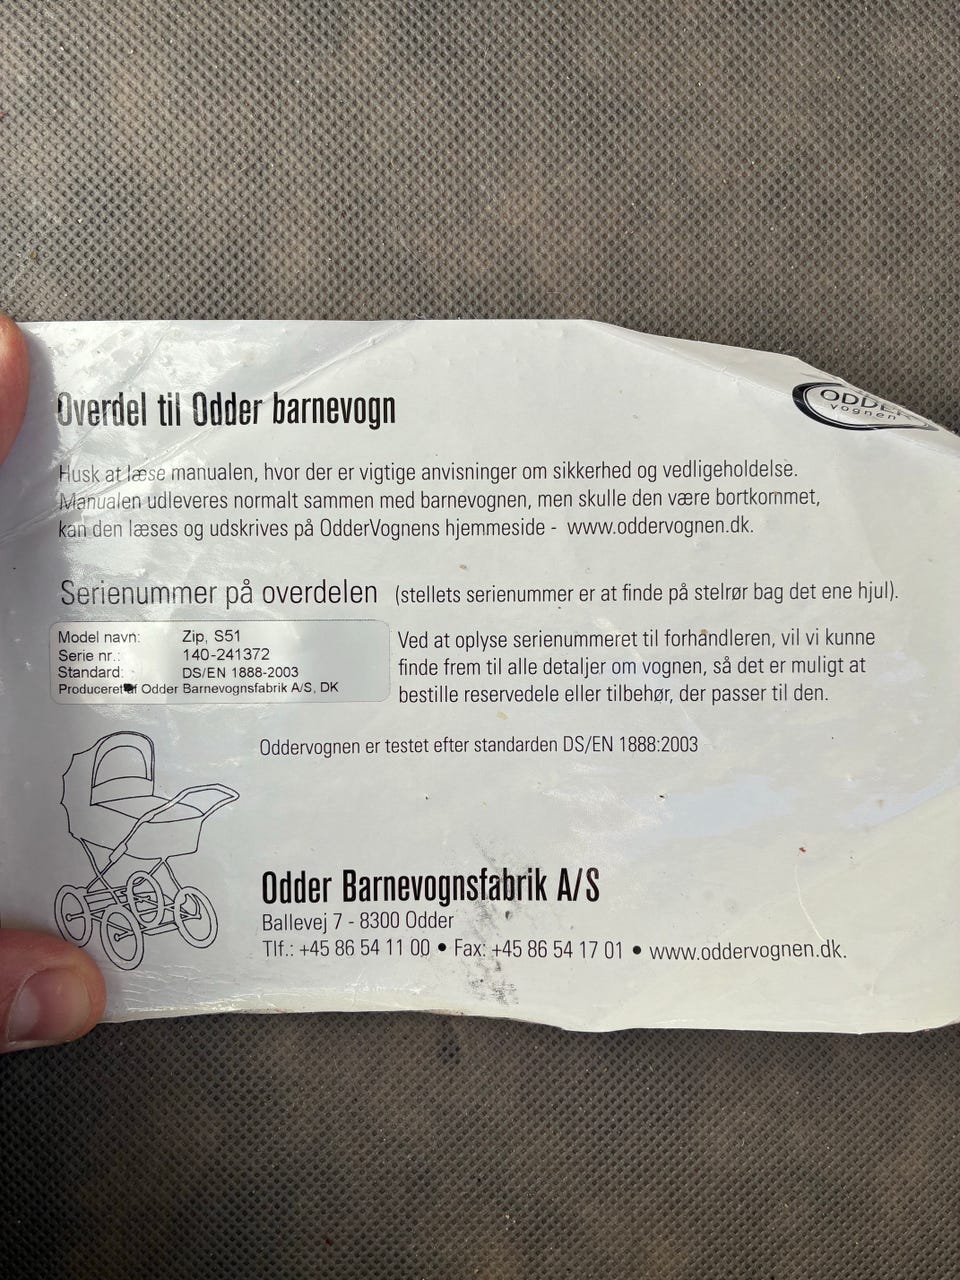 Overdel til Odder barnevogn
ODDER
vognen
Husk at læse manualen, hvor der er vigtige anvisninger om sikkerhed og vedligeholdelse.
Manualen udleveres normalt sammen med barnevognen, men skulle den være bortkommet,
kan den læses og udskrives på OdderVognens hjemmeside - www.oddervognen.dk.
Serienummer på overdelen (stellets serienummer er at finde på stelrør bag det ene hjul).
Model navn: Zip, S51
Serie nr.: 140-241372
Standard: DS/EN 1888-2003
Produceret af Odder Barnevognsfabrik A/S, DK
Ved at oplyse serienummeret til forhandleren, vil vi kunne
finde frem til alle detaljer om vognen, så det er muligt at
bestille reservedele eller tilbehør, der passer til den.
Oddervognen er testet efter standarden DS/EN 1888:2003
Odder Barnevognsfabrik A/S
Ballevej 7 - 8300 Odder
Tlf.: +45 86 54 11 00 • Fax: +45 86 54 17 01 • www.oddervognen.dk.